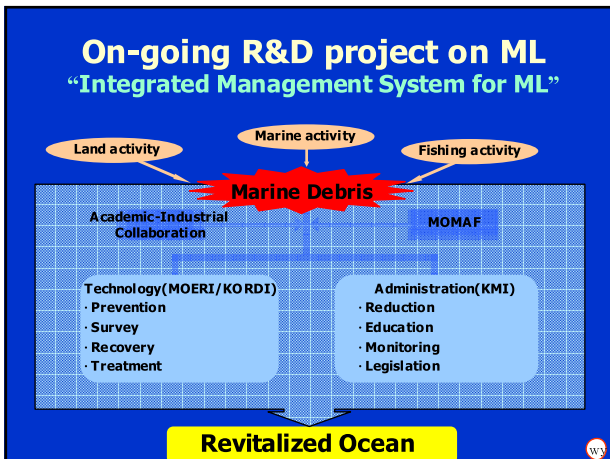 On-going R&D project on ML
“Integrated Management System for ML”
Marine activity
Land activity
Fishing activity
Marine Debris
Academic-Industrial
Collaboration
MOMAF
Technology(MOERI/KORDI)
· Prevention
· Survey
· Recovery
· Treatment
Administration(KMI)
· Reduction
· Education
· Monitoring
· Legislation
Revitalized Ocean